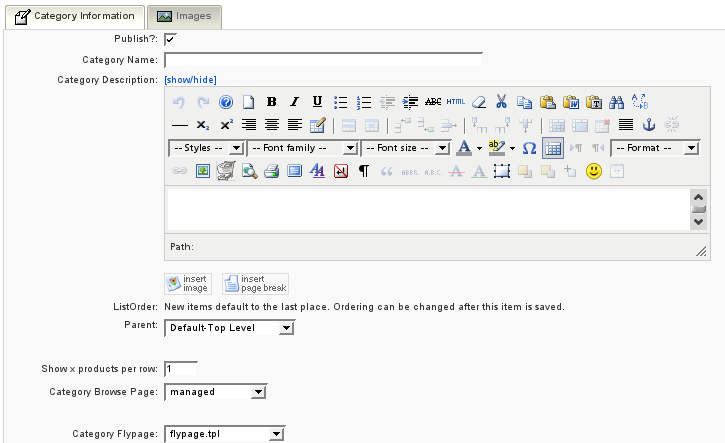 Category Information Images
Publish?:
Category Name:
Category Description: [show/hide]
B I U ABC HTML
-- Styles -- -- Font family -- -- Font size -- A ab Ω -- Format --
ABBR. A.B.C. A A
Path:
insert image
insert page break
ListOrder: New items default to the last place. Ordering can be changed after this item is saved.
Parent: Default-Top Level
Show x products per row: 1
Category Browse Page: managed
Category Flypage: flypage.tpl